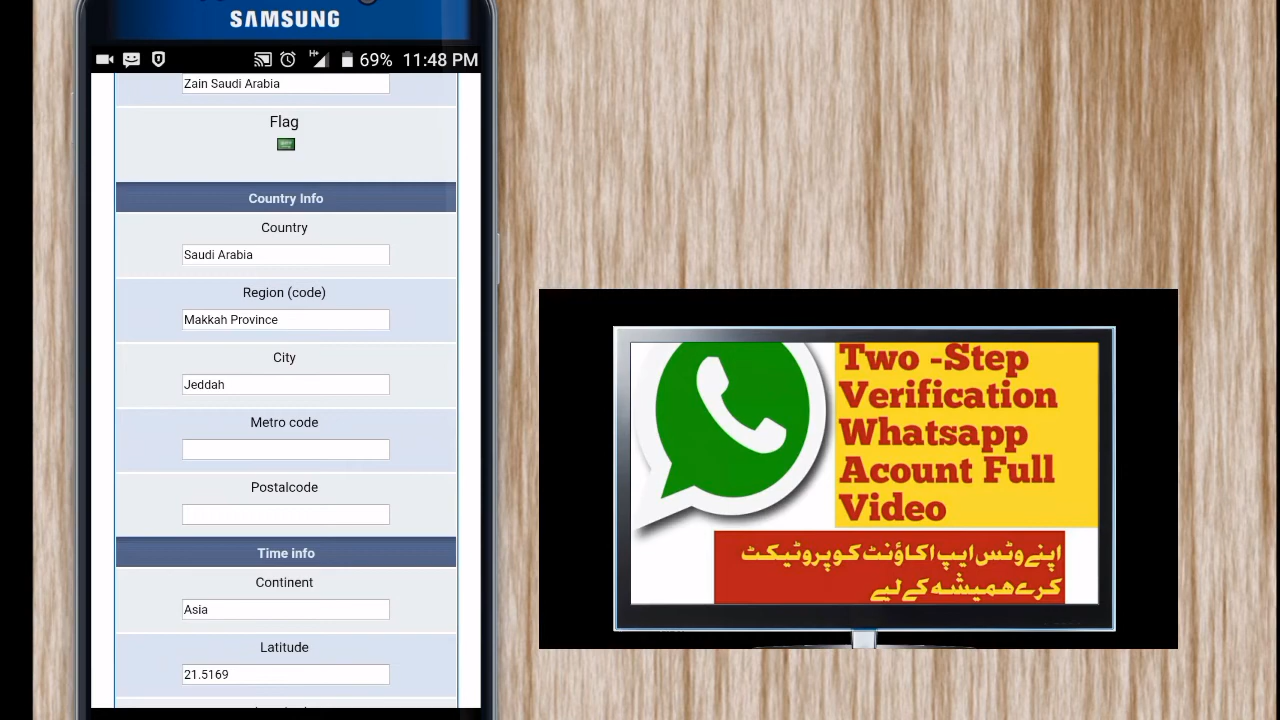 SAMSUNG
H+ 69% 11:48 PM
Zain Saudi Arabia
Flag
Country Info
Country
Saudi Arabia
Region (code)
Makkah Province
City
Jeddah
Metro code
Postalcode
Time info
Continent
Asia
Latitude
21.5169
Two -Step
Verification
Whatsapp
Acount Full
Video
اپنے وٹس ایپ اکاؤنٹ کو پروٹیکٹ
کرے ھمیشہ کے لیے